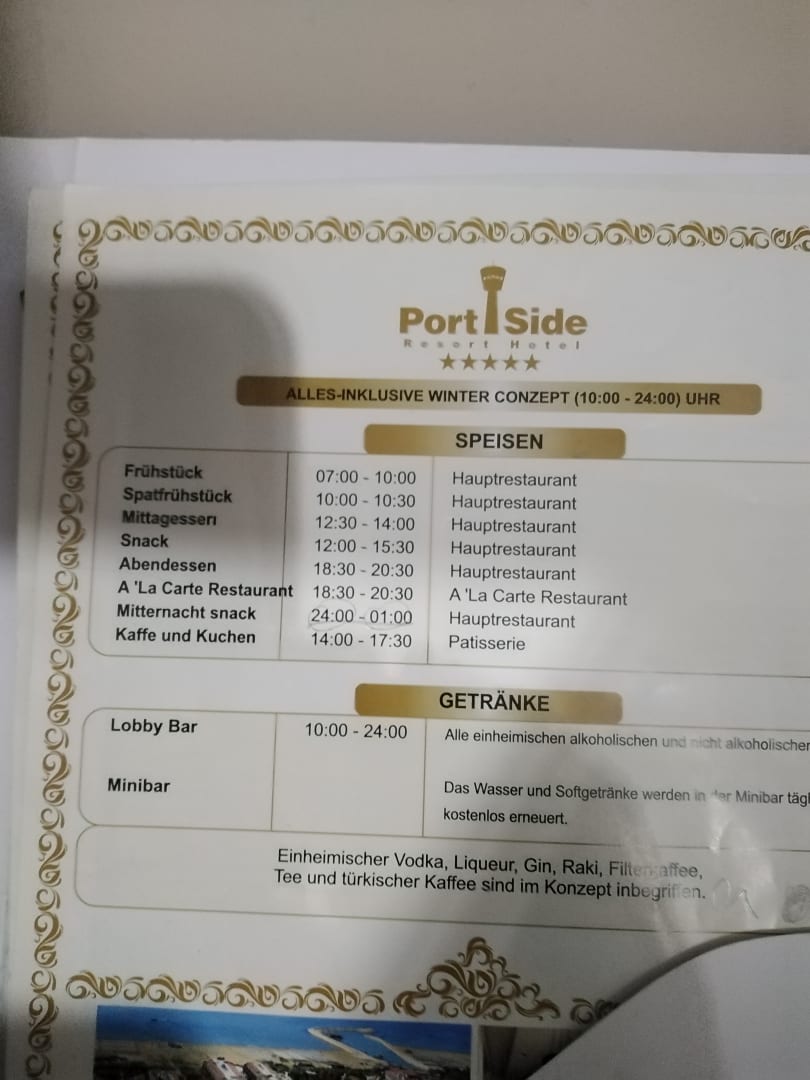 Port Side
Resort Hotel
ALLES-INKLUSIVE WINTER CONZEPT (10:00 - 24:00) UHR
SPEISEN
Frühstück 07:00 - 10:00 Hauptrestaurant
Spatfrühstück 10:00 - 10:30 Hauptrestaurant
Mittagessen 12:30 - 14:00 Hauptrestaurant
Snack 12:00 - 15:30 Hauptrestaurant
Abendessen 18:30 - 20:30 Hauptrestaurant
A 'La Carte Restaurant 18:30 - 20:30 A 'La Carte Restaurant
Mitternacht snack 24:00 - 01:00 Hauptrestaurant
Kaffe und Kuchen 14:00 - 17:30 Patisserie
GETRÄNKE
Lobby Bar 10:00 - 24:00 Alle einheimischen alkoholischen und nicht alkoholischen
Minibar Das Wasser und Softgetränke werden in der Minibar tägl
kostenlos erneuert.
Einheimischer Vodka, Liqueur, Gin, Raki, Filterkaffee,
Tee und türkischer Kaffee sind im Konzept inbegriffen.